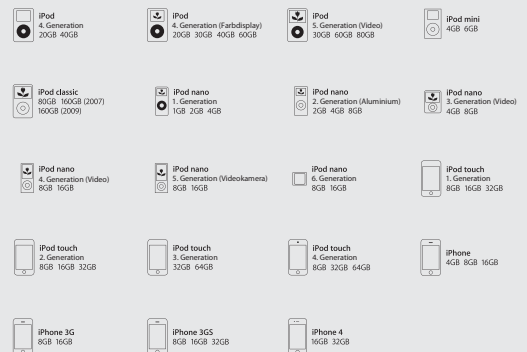 iPod
4. Generation
20GB 40GB
iPod
4. Generation (Farbdisplay)
20GB 30GB 40GB 60GB
iPod
5. Generation (Video)
30GB 60GB 80GB
iPod mini
4GB 6GB
iPod classic
80GB 160GB (2007)
160GB (2009)
iPod nano
1. Generation
1GB 2GB 4GB
iPod nano
2. Generation (Aluminium)
2GB 4GB 8GB
iPod nano
3. Generation (Video)
4GB 8GB
iPod nano
4. Generation (Video)
8GB 16GB
iPod nano
5. Generation (Videokamera)
8GB 16GB
iPod nano
6. Generation
8GB 16GB
iPod touch
1. Generation
8GB 16GB 32GB
iPod touch
2. Generation
8GB 16GB 32GB
iPod touch
3. Generation
32GB 64GB
iPod touch
4. Generation
8GB 32GB 64GB
iPhone
4GB 8GB 16GB
iPhone 3G
8GB 16GB
iPhone 3GS
8GB 16GB 32GB
iPhone 4
16GB 32GB